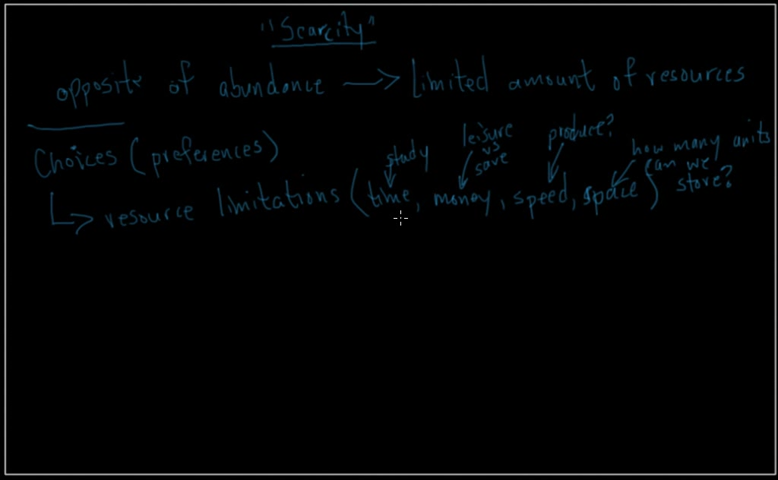 "Scarcity"
opposite of abundance → limited amount of resources
Choices (preferences)
study
leisure
vs
save
produce?
how many units
can we
store?
↳ resource limitations (time, money, speed, space)